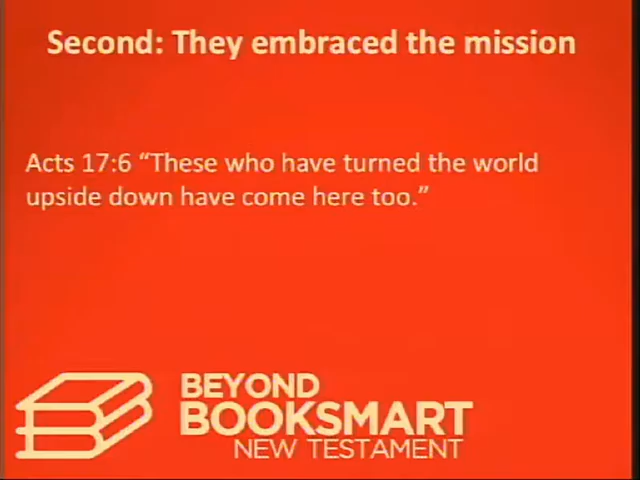 Second: They embraced the mission
Acts 17:6 “These who have turned the world
upside down have come here too.”
BEYOND
BOOKSMART
NEW TESTAMENT